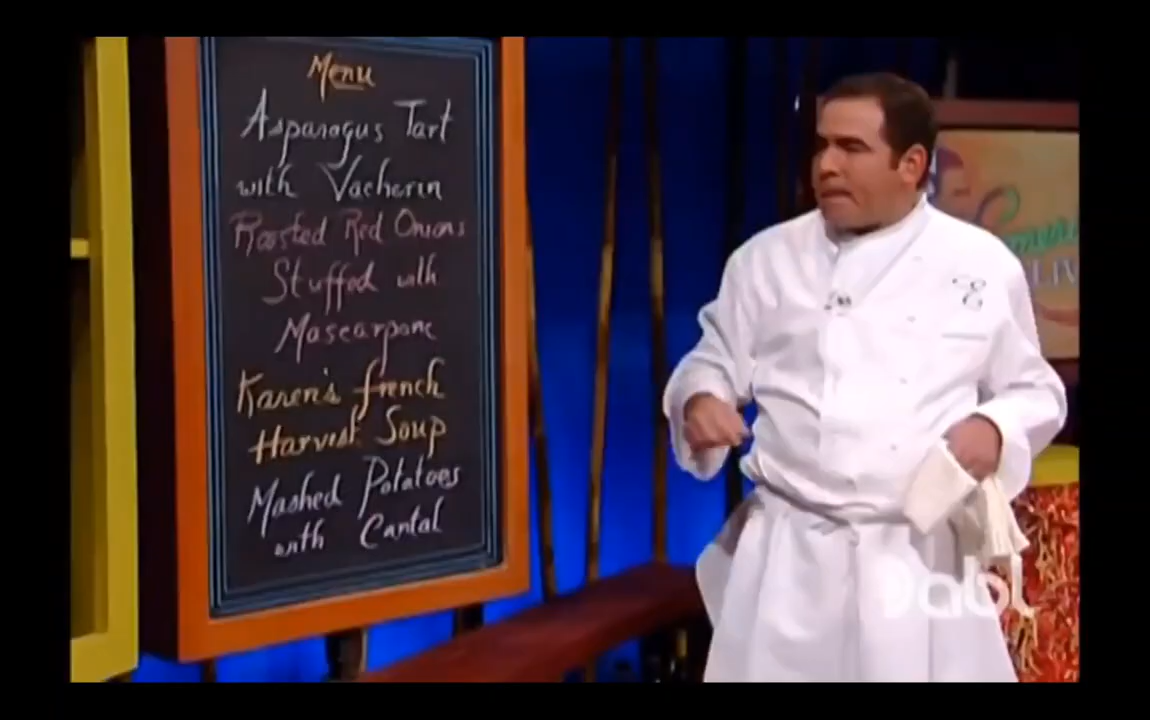 Menu
Asparagus Tart
with Vacherin
Roasted Red Onions
Stuffed with
Mascarpone
Karen's french
Harvest Soup
Mashed Potatoes
with Cantal
E
Dabl